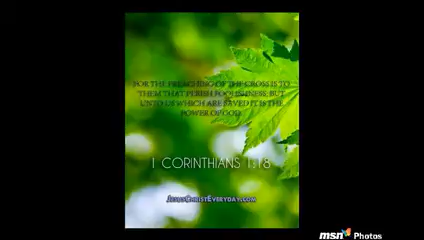 FOR THE PREACHING OF THE CROSS IS TO
THEM THAT PERISH FOOLISHNESS; BUT
UNTO US WHICH ARE SAVED IT IS THE
POWER OF GOD.
1 CORINTHIANS 1:18
JESUSCHRISTEVERYDAY.COM
msn Photos